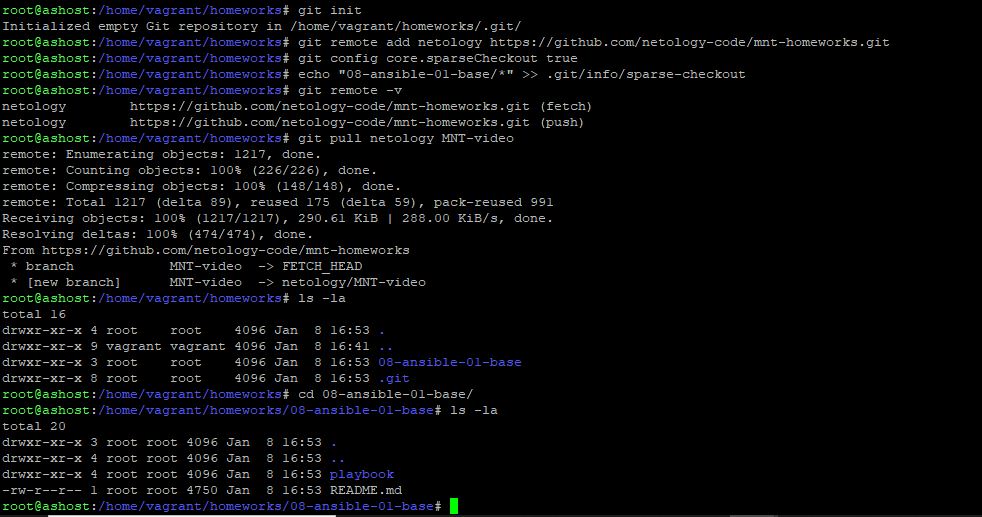 root@ashost:/home/vagrant/homeworks# git init
Initialized empty Git repository in /home/vagrant/homeworks/.git/
root@ashost:/home/vagrant/homeworks# git remote add netology https://github.com/netology-code/mnt-homeworks.git
root@ashost:/home/vagrant/homeworks# git config core.sparseCheckout true
root@ashost:/home/vagrant/homeworks# echo "08-ansible-01-base/*" >> .git/info/sparse-checkout
root@ashost:/home/vagrant/homeworks# git remote -v
netology        https://github.com/netology-code/mnt-homeworks.git (fetch)
netology        https://github.com/netology-code/mnt-homeworks.git (push)
root@ashost:/home/vagrant/homeworks# git pull netology MNT-video
remote: Enumerating objects: 1217, done.
remote: Counting objects: 100% (226/226), done.
remote: Compressing objects: 100% (148/148), done.
remote: Total 1217 (delta 89), reused 175 (delta 59), pack-reused 991
Receiving objects: 100% (1217/1217), 290.61 KiB | 288.00 KiB/s, done.
Resolving deltas: 100% (474/474), done.
From https://github.com/netology-code/mnt-homeworks
 * branch            MNT-video  -> FETCH_HEAD
 * [new branch]      MNT-video  -> netology/MNT-video
root@ashost:/home/vagrant/homeworks# ls -la
total 16
drwxr-xr-x 4 root    root    4096 Jan  8 16:53 .
drwxr-xr-x 9 vagrant vagrant 4096 Jan  8 16:41 ..
drwxr-xr-x 3 root    root    4096 Jan  8 16:53 08-ansible-01-base
drwxr-xr-x 8 root    root    4096 Jan  8 16:53 .git
root@ashost:/home/vagrant/homeworks# cd 08-ansible-01-base/
root@ashost:/home/vagrant/homeworks/08-ansible-01-base# ls -la
total 20
drwxr-xr-x 3 root root 4096 Jan  8 16:53 .
drwxr-xr-x 4 root root 4096 Jan  8 16:53 ..
drwxr-xr-x 4 root root 4096 Jan  8 16:53 playbook
-rw-r--r-- 1 root root 4750 Jan  8 16:53 README.md
root@ashost:/home/vagrant/homeworks/08-ansible-01-base#